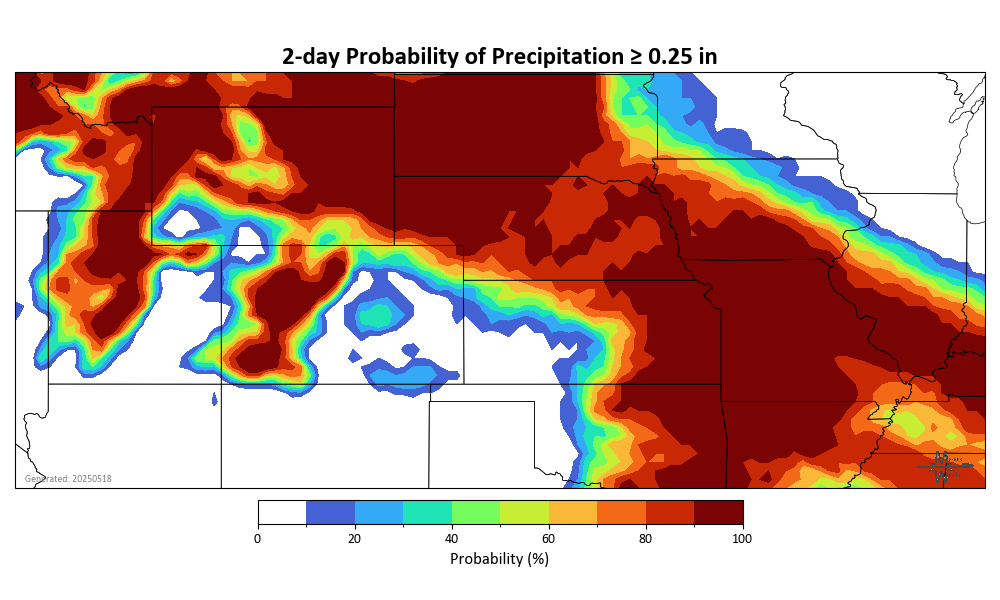 2-day Probability of Precipitation ≥ 0.25 in
Generated: 20250518
0 20 40 60 80 100
Probability (%)